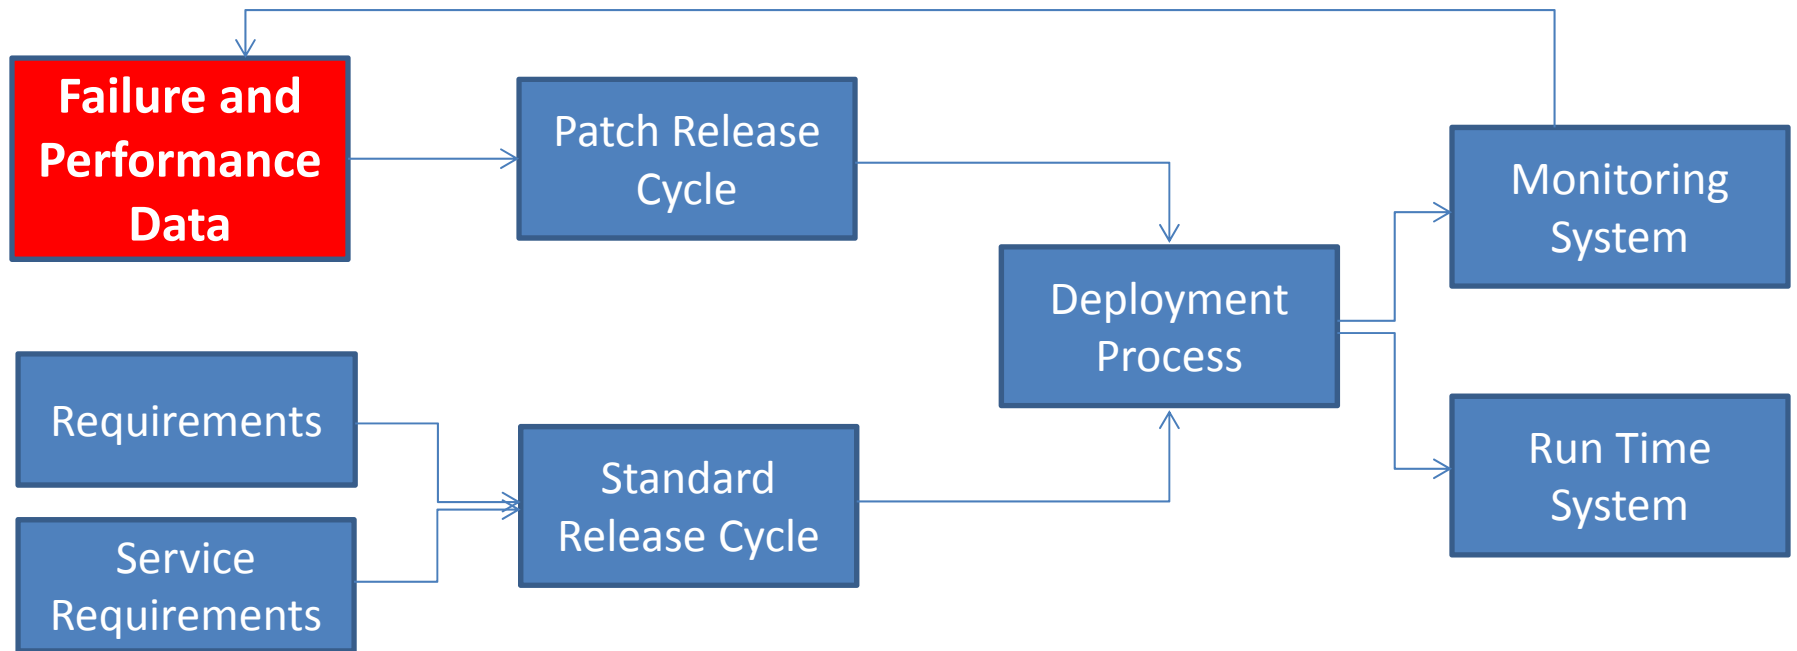 Failure and
Performance
Data
Patch Release
Cycle
Monitoring
System
Deployment
Process
Requirements
Standard
Release Cycle
Run Time
System
Service
Requirements